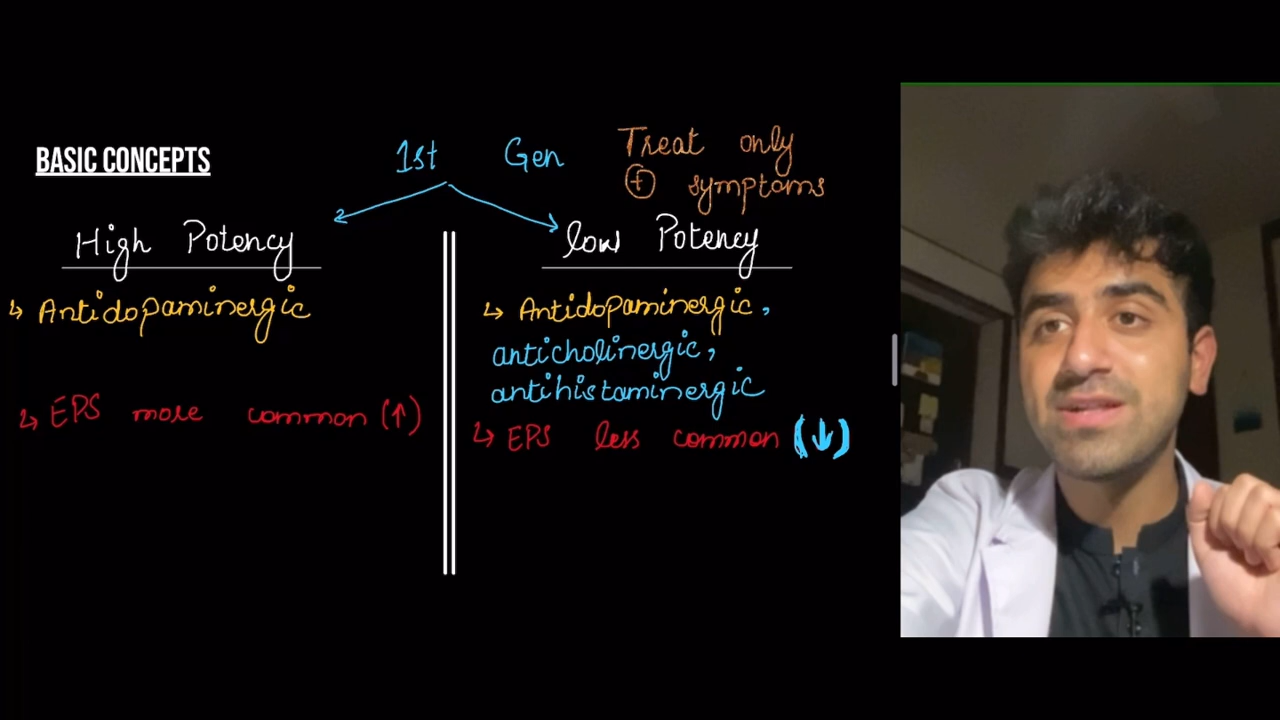 BASIC CONCEPTS
1st Gen
Treat only
⊕ symptoms
High Potency
↳ Antidopaminergic
↳ EPS more common (↑)
low Potency
↳ Antidopaminergic,
anticholinergic,
antihistaminergic
↳ EPS less common (↓)